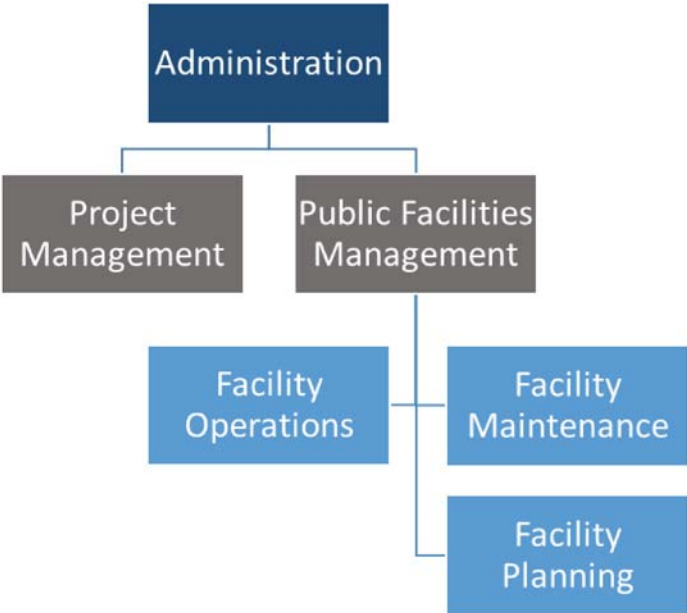 Administration
Project
Management
Public Facilities
Management
Facility
Operations
Facility
Maintenance
Facility
Planning